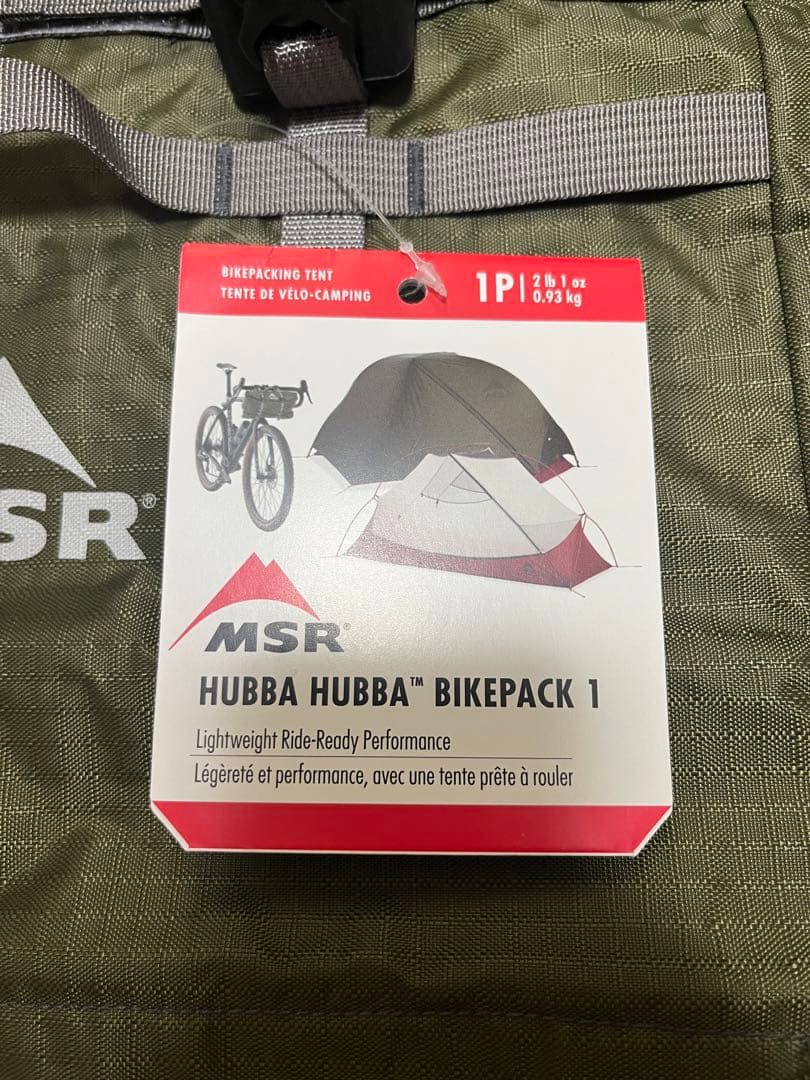 BIKEPACKING TENT
TENTE DE VÉLO-CAMPING
1P
2 lb 1 oz
0.93 kg
MSR®
MSR®
HUBBA HUBBA™ BIKEPACK 1
Lightweight Ride-Ready Performance
Légèreté et performance, avec une tente prête à rouler